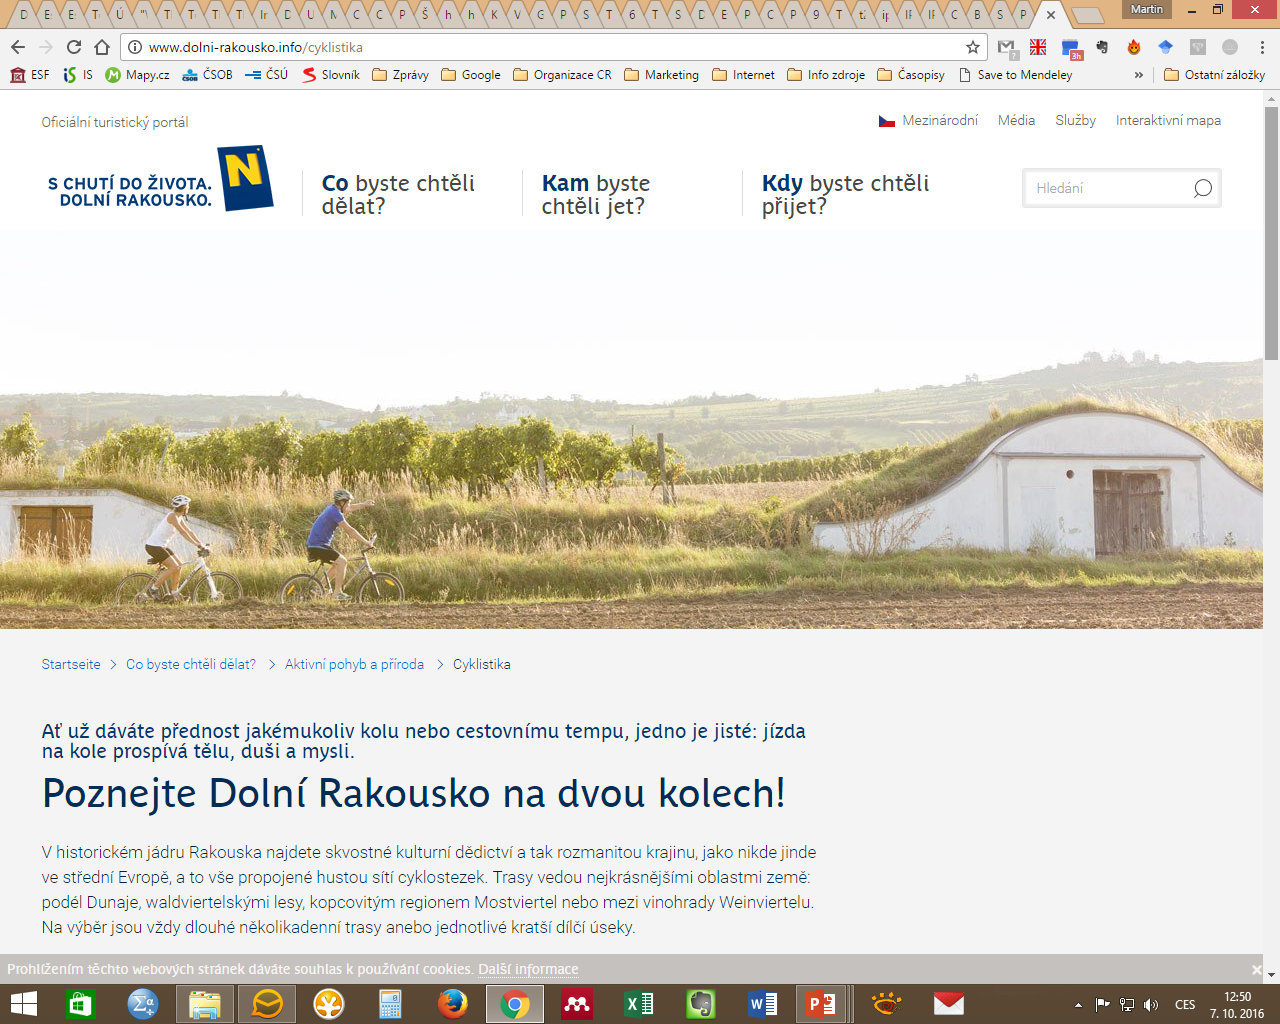 Martin
www.dolni-rakousko.info/cyklistika
ESF
IS
Mapy.cz
ČSOB
ČSÚ
Slovník
Zprávy
Google
Organizace CR
Marketing
Internet
Info zdroje
Časopisy
Save to Mendeley
»
Ostatní záložky
Oficiální turistický portál
Mezinárodní
Média
Služby
Interaktivní mapa
S CHUTÍ DO ŽIVOTA.
DOLNÍ RAKOUSKO.
N
Co byste chtěli
dělat?
Kam byste
chtěli jet?
Kdy byste chtěli
přijet?
Hledání
Startseite > Co byste chtěli dělat? > Aktivní pohyb a příroda > Cyklistika
Ať už dáváte přednost jakémukoliv kolu nebo cestovnímu tempu, jedno je jisté: jízda
na kole prospívá tělu, duši a mysli.
Poznejte Dolní Rakousko na dvou kolech!
V historickém jádru Rakouska najdete skvostné kulturní dědictví a tak rozmanitou krajinu, jako nikde jinde
ve střední Evropě, a to vše propojené hustou sítí cyklostezek. Trasy vedou nejkrásnějšími oblastmi země:
podél Dunaje, waldviertelskými lesy, kopcovitým regionem Mostviertel nebo mezi vinohrady Weinviertelu.
Na výběr jsou vždy dlouhé několikadenní trasy anebo jednotlivé kratší dílčí úseky.
Prohlížením těchto webových stránek dáváte souhlas k používání cookies. Další informace
CES
12:50
7. 10. 2016